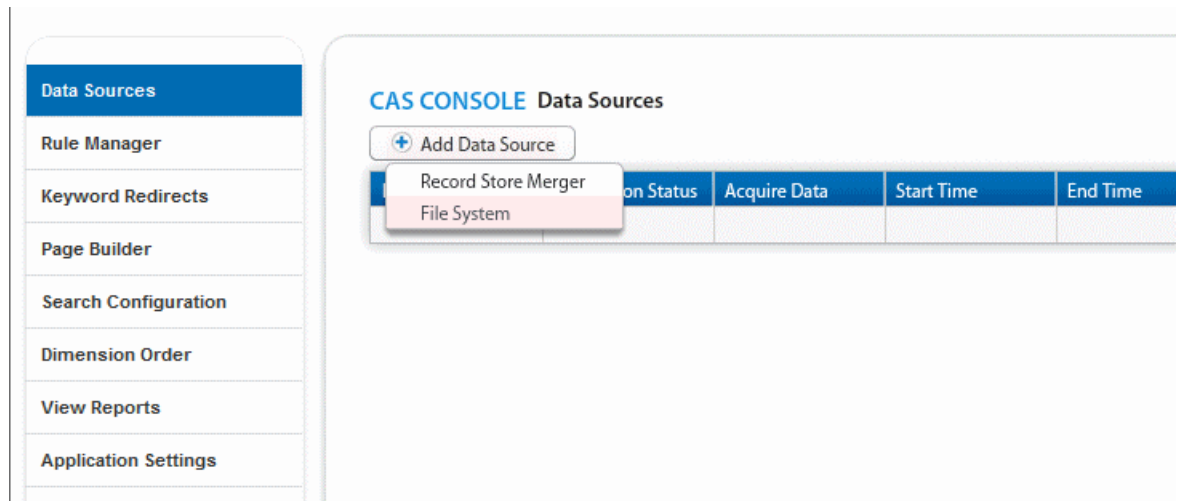 Data Sources
Rule Manager
Keyword Redirects
Page Builder
Search Configuration
Dimension Order
View Reports
Application Settings
CAS CONSOLE Data Sources
Add Data Source
Record Store Merger
File System
on Status Acquire Data Start Time End Time